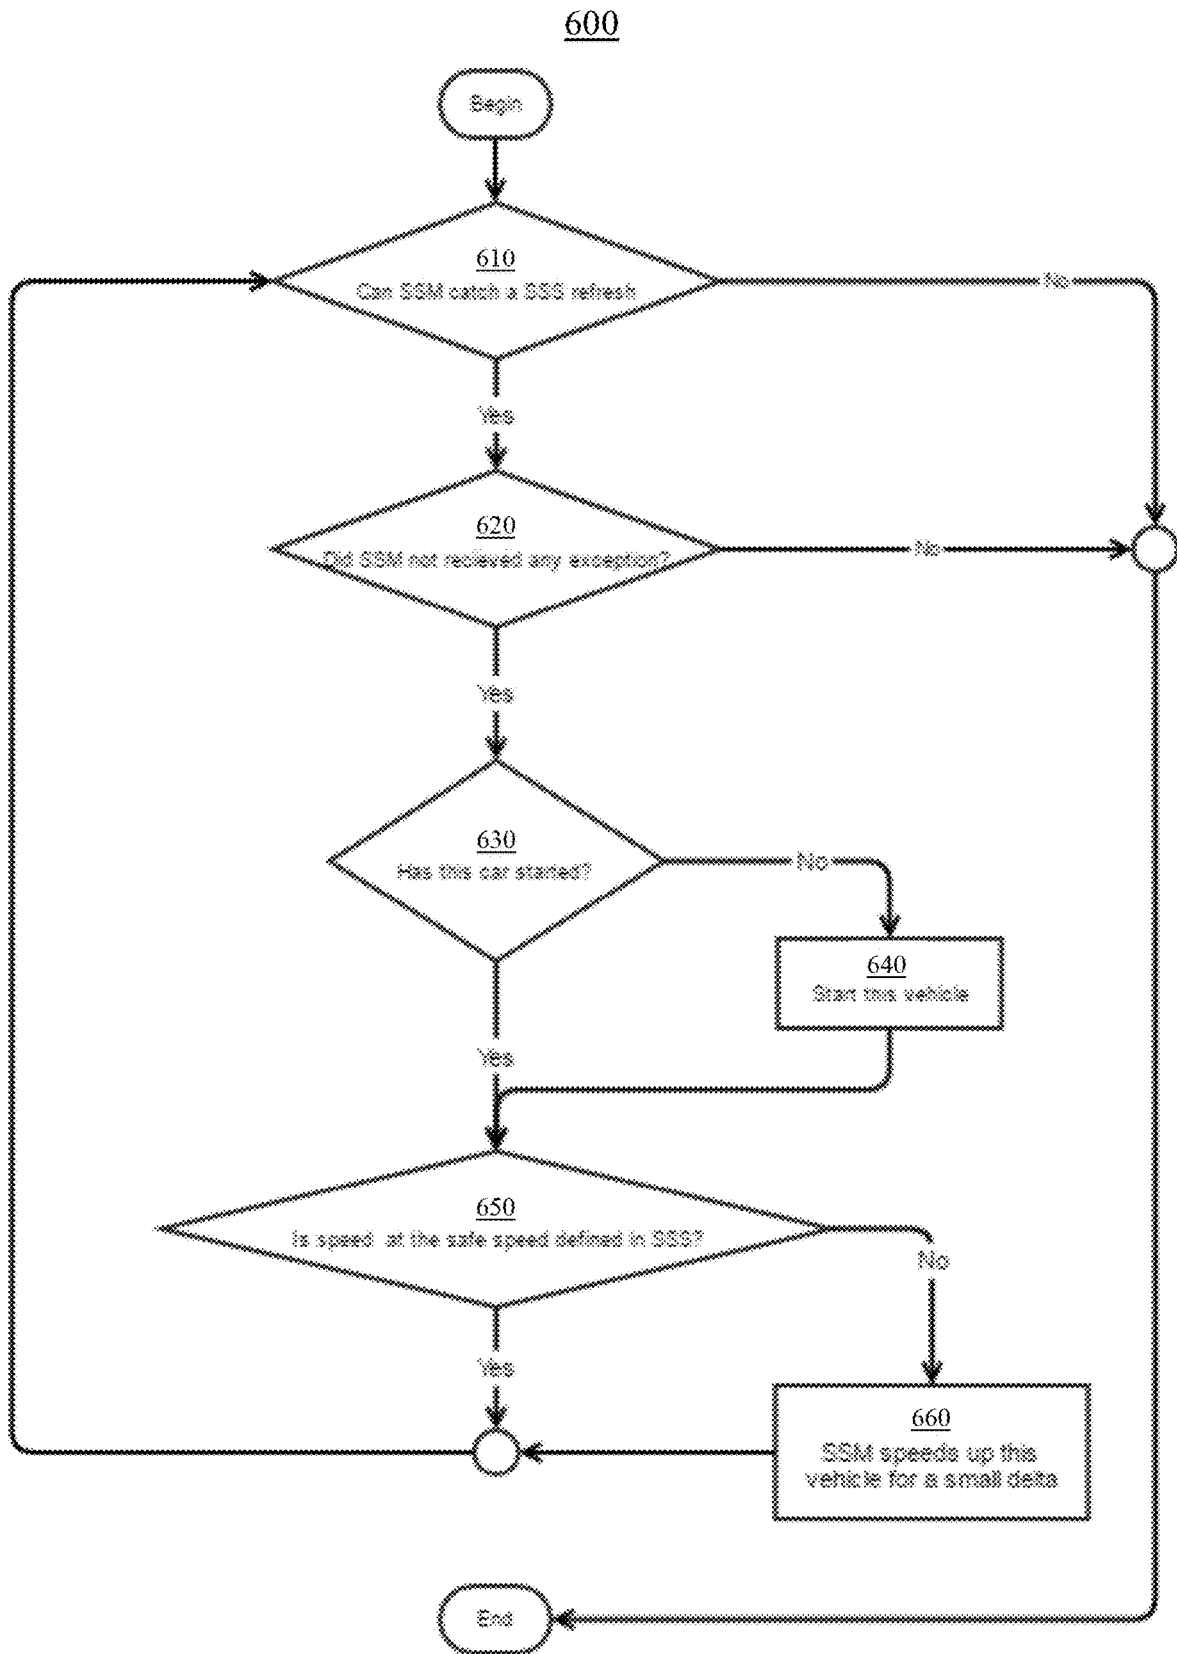 600
Begin
610
Can SSM catch a SSS refresh
No
Yes
620
Did SSM not recieved any exception?
No
Yes
630
Has this car started?
No
640
Start this vehicle
Yes
650
Is speed at the safe speed defined in SSS?
No
Yes
660
SSM speeds up this
vehicle for a small delta
End